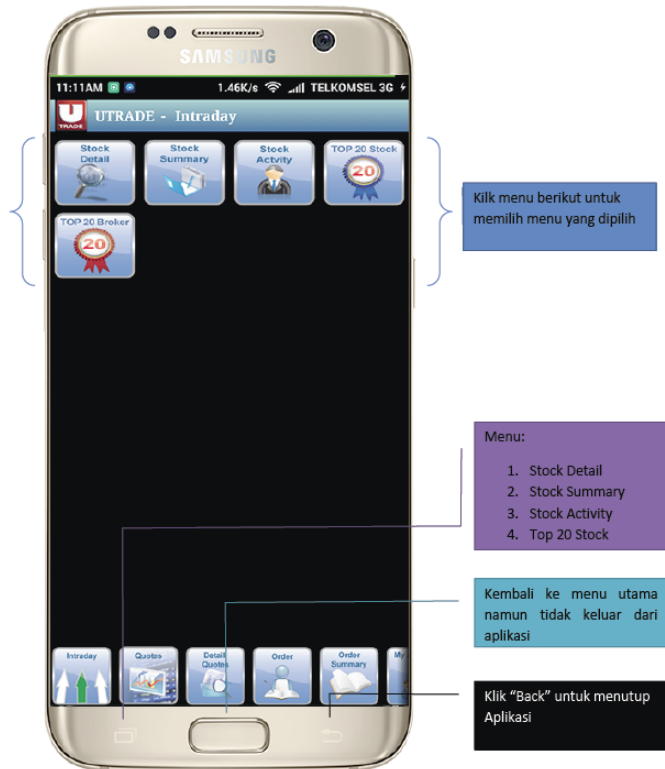 SAMSUNG
11:11AM 1.46K/s TELKOMSEL 3G
U
TRADE
UTRADE - Intraday
Stock
Detail
Stock
Summary
Stock
Actvity
TOP 20 Stock
20
TOP 20 Broker
20
Kilk menu berikut untuk
memilih menu yang dipilih
Menu:
1. Stock Detail
2. Stock Summary
3. Stock Activity
4. Top 20 Stock
Kembali ke menu utama
namun tidak keluar dari
aplikasi
Intraday
Quotes
Detail
Quotes
Order
Order
Summary
My
Klik “Back” untuk menutup
Aplikasi